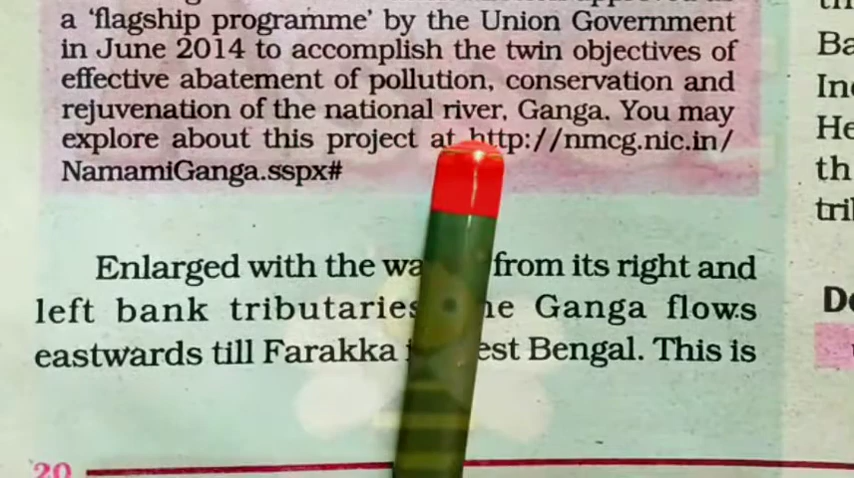 a ‘flagship programme’ by the Union Government
in June 2014 to accomplish the twin objectives of
effective abatement of pollution, conservation and
rejuvenation of the national river, Ganga. You may
explore about this project at http://nmcg.nic.in/
NamamiGanga.sspx#
Enlarged with the from its right and
left bank tributaries Ganga flows
eastwards till Farakka Bengal. This is
20
Ba
In
He
th
tri